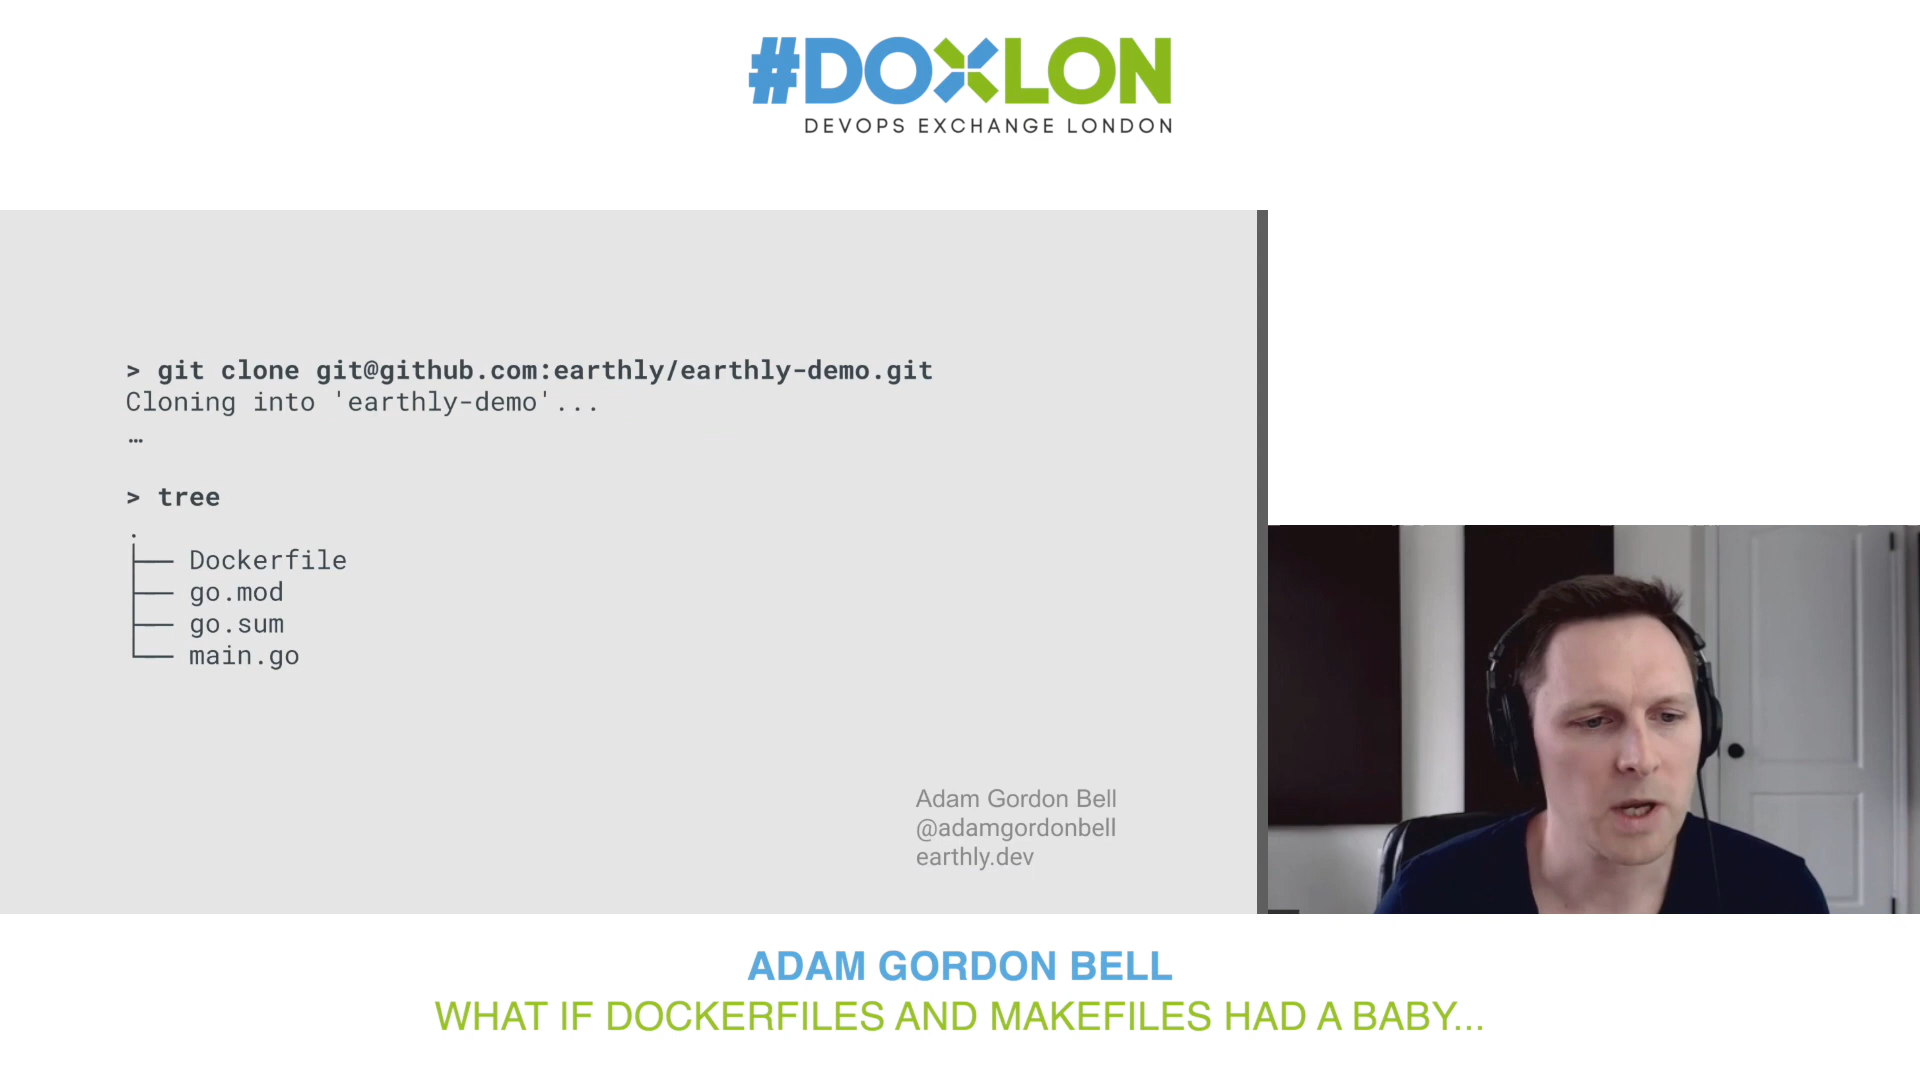 #DOXLON
DEVOPS EXCHANGE LONDON
> git clone git@github.com:earthly/earthly-demo.git
Cloning into 'earthly-demo'...
…
> tree
.
├── Dockerfile
├── go.mod
├── go.sum
└── main.go
Adam Gordon Bell
@adamgordonbell
earthly.dev
ADAM GORDON BELL
WHAT IF DOCKERFILES AND MAKEFILES HAD A BABY...